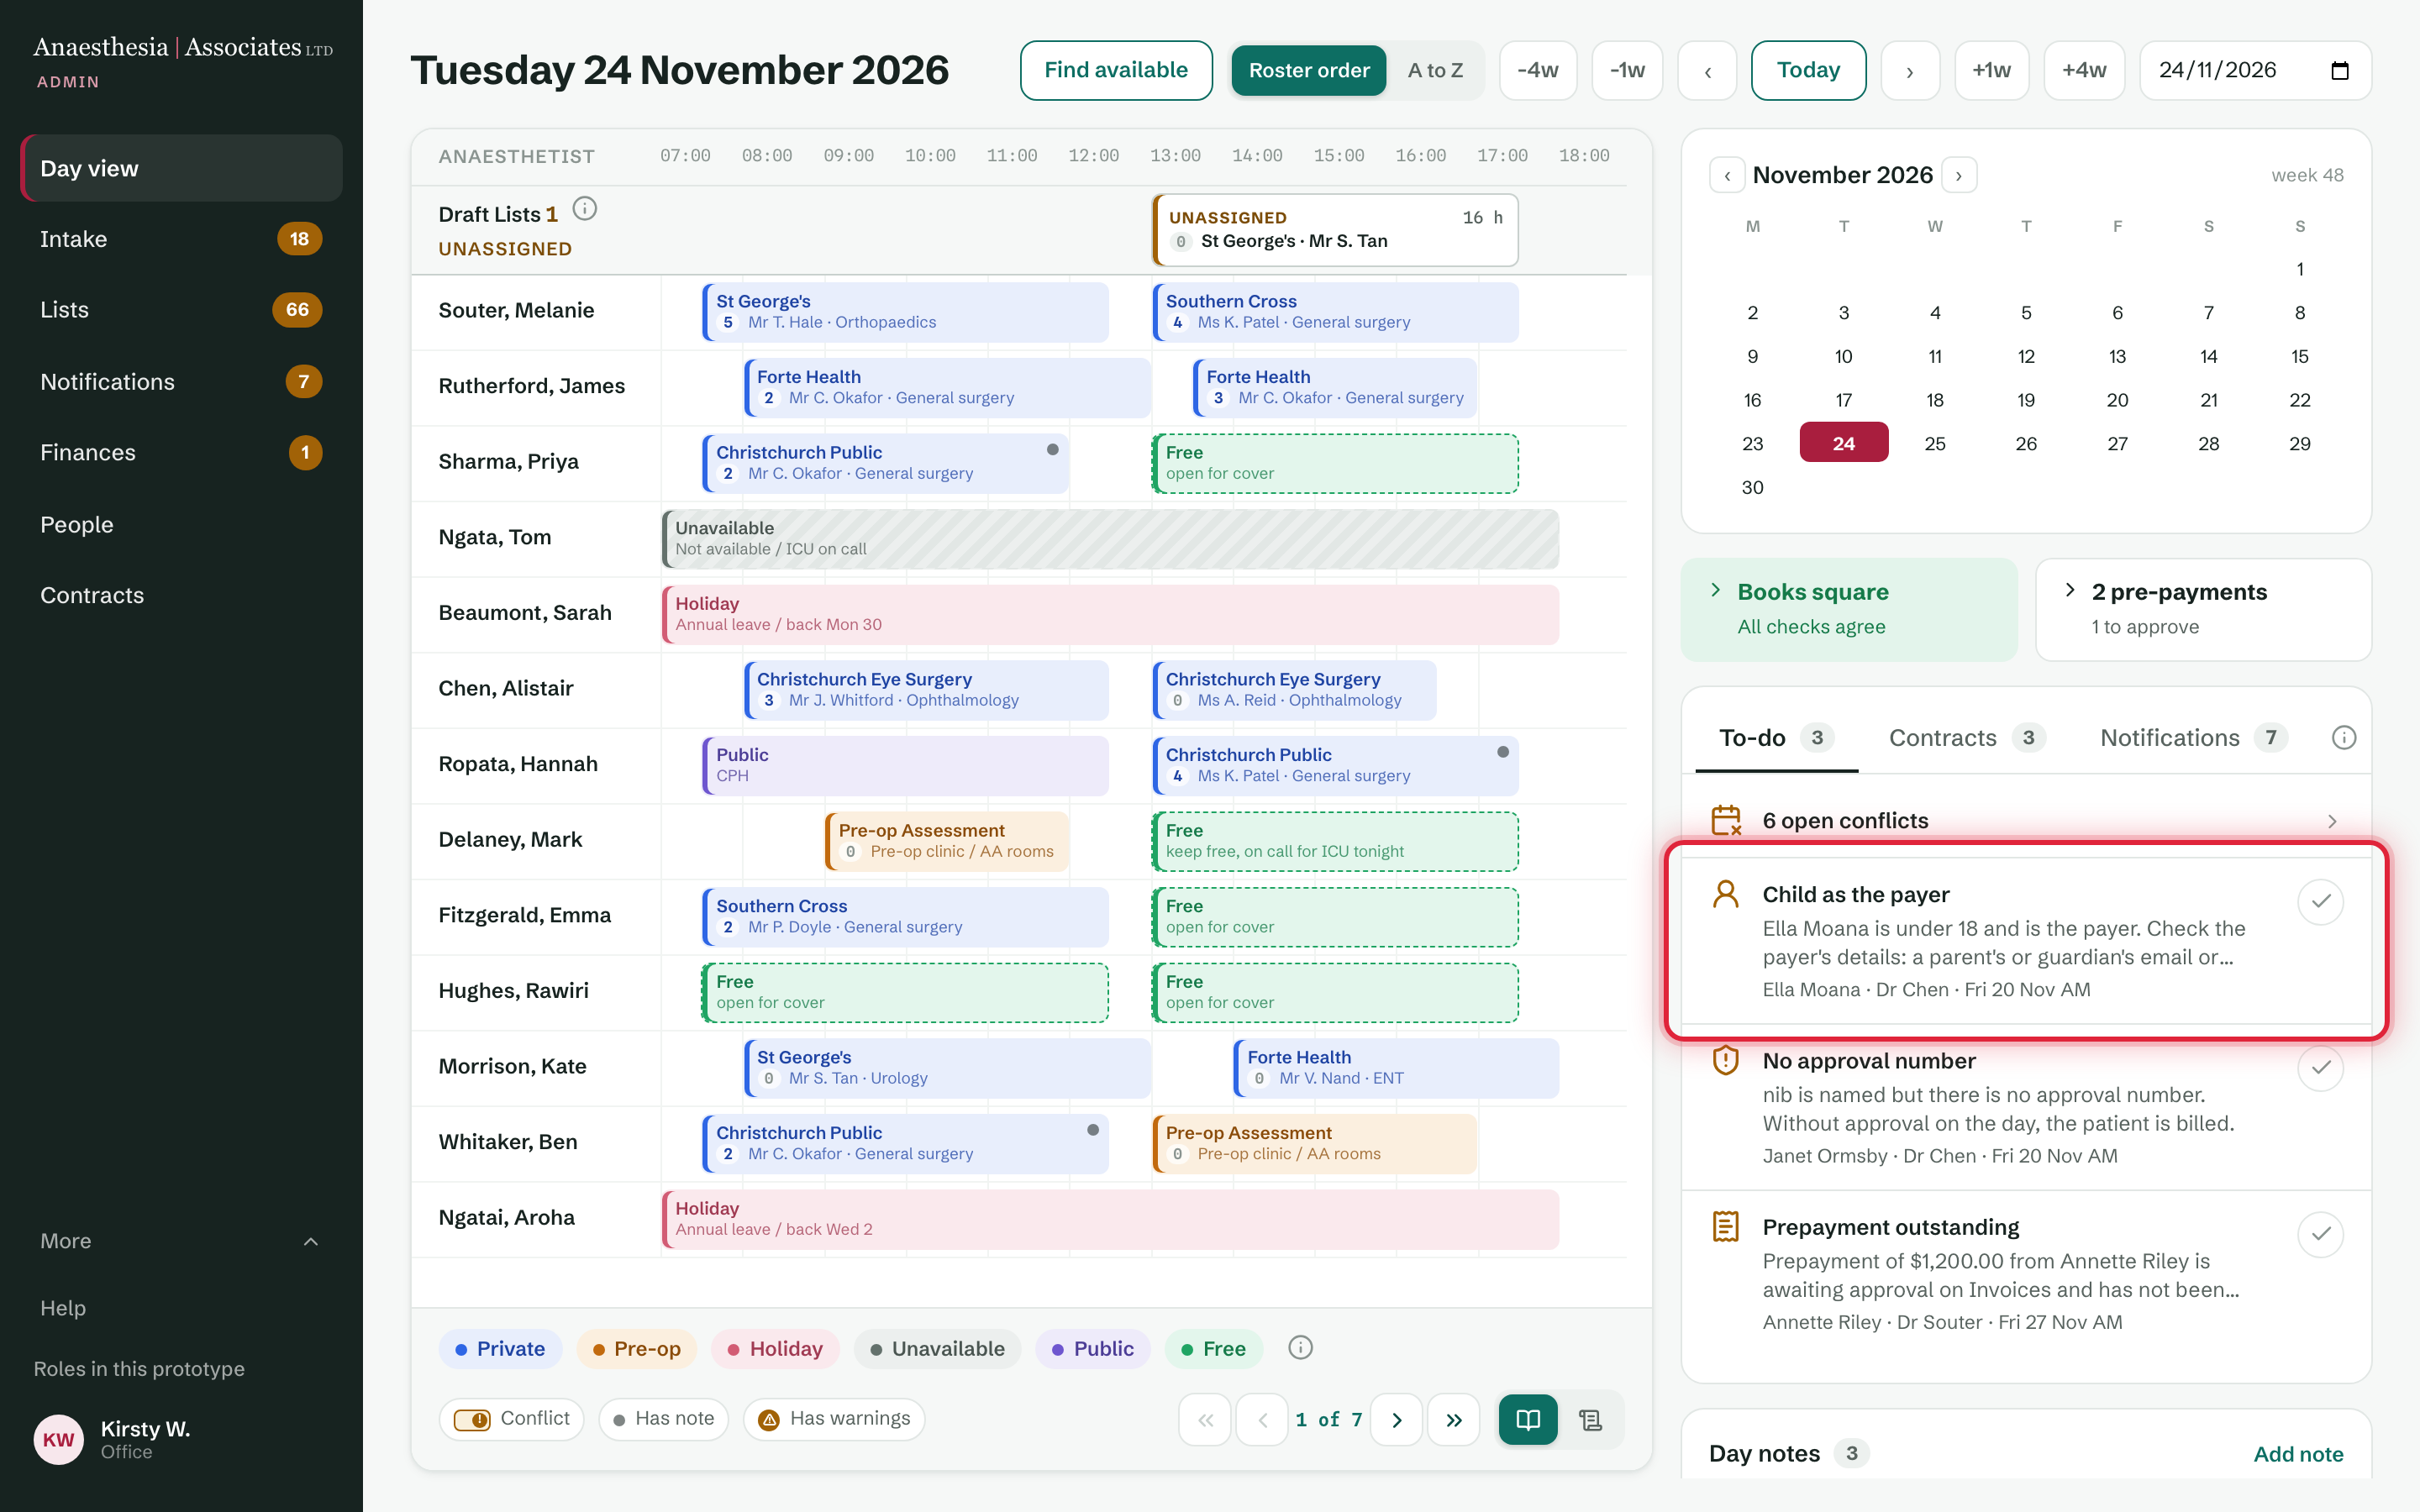 Anaesthesia | Associates LTD
ADMIN
Day view
Intake 18
Lists 66
Notifications 7
Finances 1
People
Contracts
More
Help
Roles in this prototype
KW
Kirsty W.
Office
Tuesday 24 November 2026
Find available
Roster order
A to Z
-4w
-1w
‹
Today
›
+1w
+4w
24/11/2026
ANAESTHETIST 07:00 08:00 09:00 10:00 11:00 12:00 13:00 14:00 15:00 16:00 17:00 18:00
Draft Lists 1
UNASSIGNED
UNASSIGNED 16 h
0 St George's · Mr S. Tan
Souter, Melanie
St George's
5 Mr T. Hale · Orthopaedics
Southern Cross
4 Ms K. Patel · General surgery
Rutherford, James
Forte Health
2 Mr C. Okafor · General surgery
Forte Health
3 Mr C. Okafor · General surgery
Sharma, Priya
Christchurch Public
2 Mr C. Okafor · General surgery
Free
open for cover
Ngata, Tom
Unavailable
Not available / ICU on call
Beaumont, Sarah
Holiday
Annual leave / back Mon 30
Chen, Alistair
Christchurch Eye Surgery
3 Mr J. Whitford · Ophthalmology
Christchurch Eye Surgery
0 Ms A. Reid · Ophthalmology
Ropata, Hannah
Public
CPH
Christchurch Public
4 Ms K. Patel · General surgery
Delaney, Mark
Pre-op Assessment
0 Pre-op clinic / AA rooms
Free
keep free, on call for ICU tonight
Fitzgerald, Emma
Southern Cross
2 Mr P. Doyle · General surgery
Free
open for cover
Hughes, Rawiri
Free
open for cover
Free
open for cover
Morrison, Kate
St George's
0 Mr S. Tan · Urology
Forte Health
0 Mr V. Nand · ENT
Whitaker, Ben
Christchurch Public
2 Mr C. Okafor · General surgery
Pre-op Assessment
0 Pre-op clinic / AA rooms
Ngatai, Aroha
Holiday
Annual leave / back Wed 2
Private
Pre-op
Holiday
Unavailable
Public
Free
Conflict
Has note
Has warnings
« ‹ 1 of 7 › »
‹ November 2026 › week 48
M T W T F S S
1
2 3 4 5 6 7 8
9 10 11 12 13 14 15
16 17 18 19 20 21 22
23 24 25 26 27 28 29
30
Books square
All checks agree
2 pre-payments
1 to approve
To-do 3
Contracts 3
Notifications 7
6 open conflicts
Child as the payer
Ella Moana is under 18 and is the payer. Check the
payer's details: a parent's or guardian's email or...
Ella Moana · Dr Chen · Fri 20 Nov AM
No approval number
nib is named but there is no approval number.
Without approval on the day, the patient is billed.
Janet Ormsby · Dr Chen · Fri 20 Nov AM
Prepayment outstanding
Prepayment of $1,200.00 from Annette Riley is
awaiting approval on Invoices and has not been...
Annette Riley · Dr Souter · Fri 27 Nov AM
Day notes 3
Add note